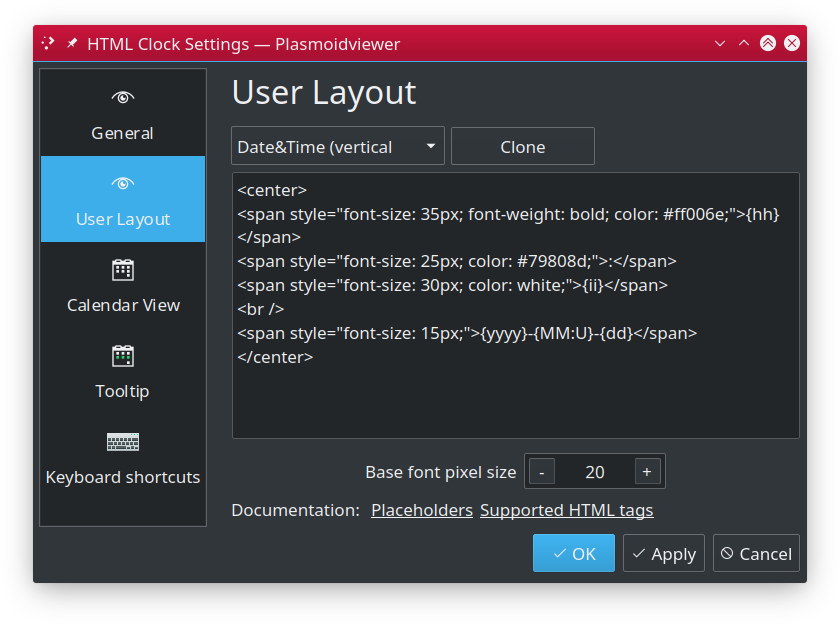 HTML Clock Settings — Plasmoidviewer
General
User Layout
Calendar View
Tooltip
Keyboard shortcuts
User Layout
Date&Time (vertical
Clone
<center>
<span style="font-size: 35px; font-weight: bold; color: #ff006e;">{hh}
</span>
<span style="font-size: 25px; color: #79808d;">:</span>
<span style="font-size: 30px; color: white;">{ii}</span>
<br />
<span style="font-size: 15px;">{yyyy}-{MM:U}-{dd}</span>
</center>
Base font pixel size - 20 +
Documentation: Placeholders Supported HTML tags
OK Apply Cancel